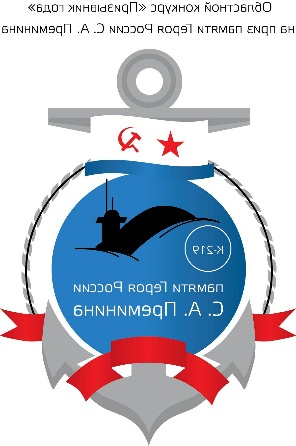 Областной конкурс «Призывник года»
на приз памяти Героя России С. А. Преминина
К-219
памяти Героя России
С. А. Преминина